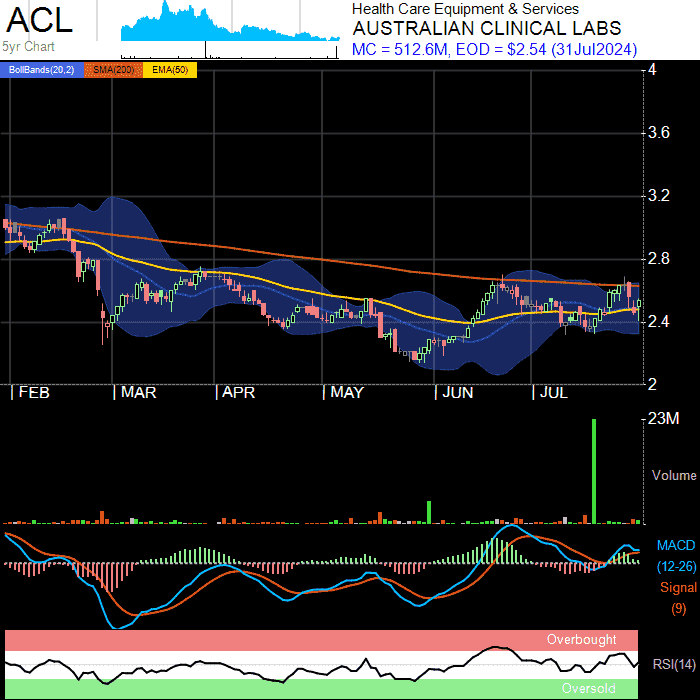 ACL
5yr Chart
Health Care Equipment & Services
AUSTRALIAN CLINICAL LABS
MC = 512.6M, EOD = $2.54 (31Jul2024)
BollBands(20,2) SMA(200) EMA(50)
4
3.6
3.2
2.8
2.4
2
FEB MAR APR MAY JUN JUL
23M
Volume
MACD
(12-26)
Signal
(9)
Overbought
RSI(14)
Oversold